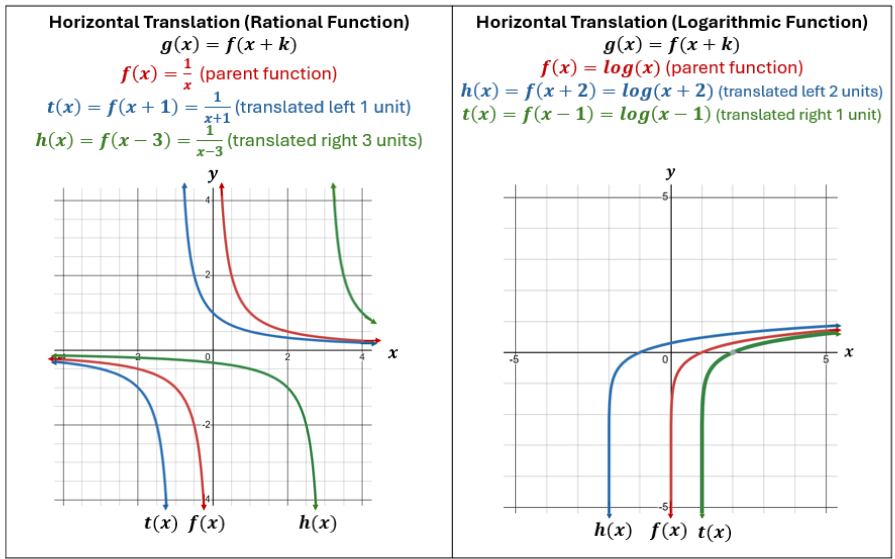 Horizontal Translation (Rational Function)
g(x) = f(x + k)
f(x) = 1/x (parent function)
t(x) = f(x + 1) = 1/(x+1) (translated left 1 unit)
h(x) = f(x − 3) = 1/(x−3) (translated right 3 units)
y
4
2
-4
-2
0
2
4
x
-2
-4
t(x) f(x) h(x)
Horizontal Translation (Logarithmic Function)
g(x) = f(x + k)
f(x) = log(x) (parent function)
h(x) = f(x + 2) = log(x + 2) (translated left 2 units)
t(x) = f(x − 1) = log(x − 1) (translated right 1 unit)
y
5
-5
0
5
x
-5
h(x) f(x) t(x)